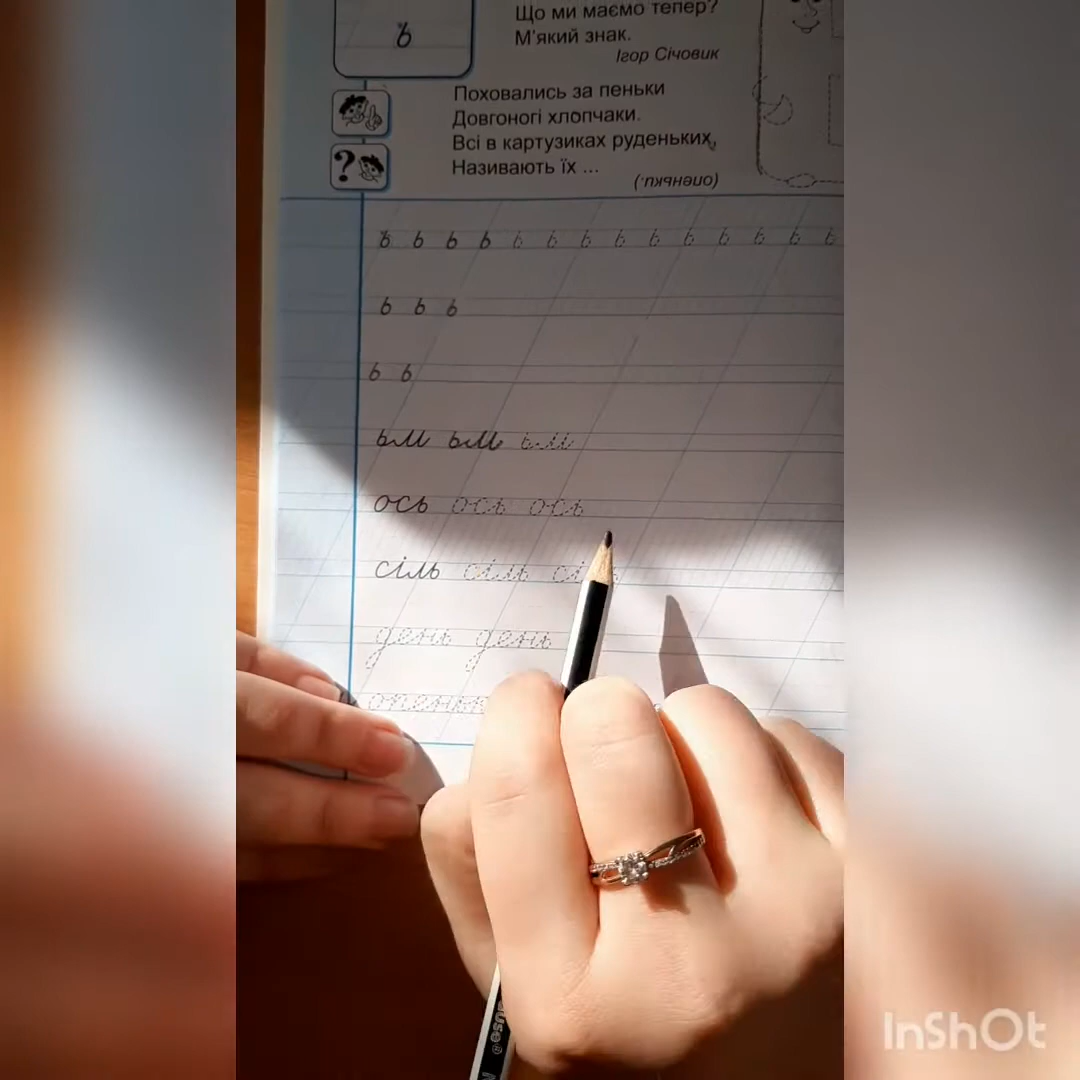 ь
Що ми маємо тепер?
М'який знак.
Ігор Січовик
Поховались за пеньки
Довгоногі хлопчаки.
Всі в картузиках руденьких,
Називають їх ...
(опеньки.)
?
ь ь ь ь ь ь ь ь ь ь ь ь ь ь
ь ь ь
ь ь
ьм ьм ьм
ось ось ось
сіль сіль
день день
InShOt